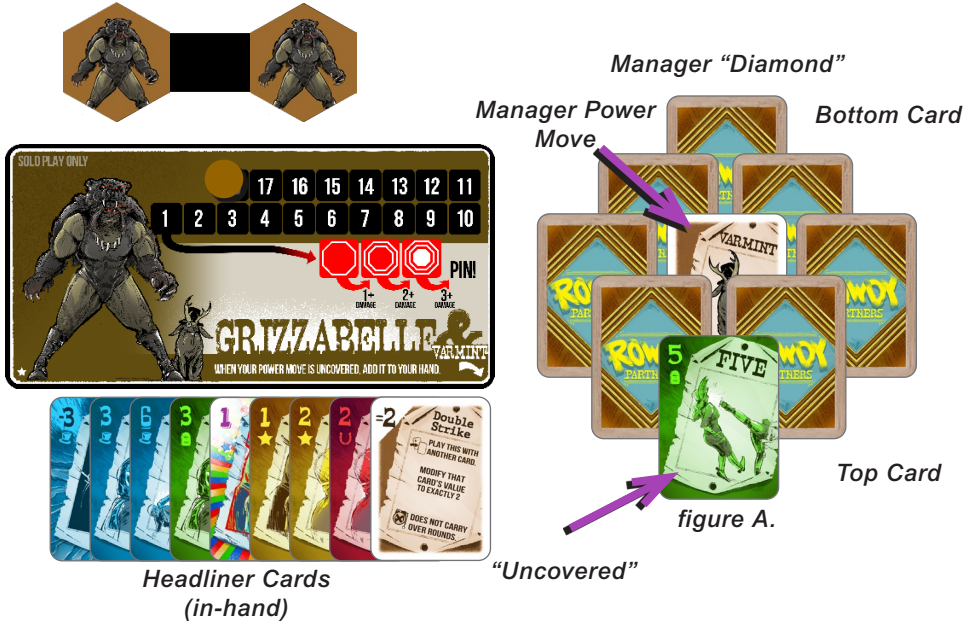 Manager “Diamond”
Manager Power
Move
Bottom Card
SOLO PLAY ONLY
17 16 15 14 13 12 11
1 2 3 4 5 6 7 8 9 10
PIN!
1+ 2+ 3+
DAMAGE DAMAGE DAMAGE
GRIZZABELLE &
VARMINT
WHEN YOUR POWER MOVE IS UNCOVERED, ADD IT TO YOUR HAND.
VARMINT
ROWDY
PARTNERS
ROWDY
PARTNERS
5
FIVE
Top Card
figure A.
“Uncovered”
3 3 6 3 1 1 2 2 =2
Double
Strike
PLAY THIS WITH
ANOTHER CARD.
MODIFY THAT
CARD'S VALUE
TO EXACTLY 2
DOES NOT CARRY
OVER ROUNDS.
Headliner Cards
(in-hand)